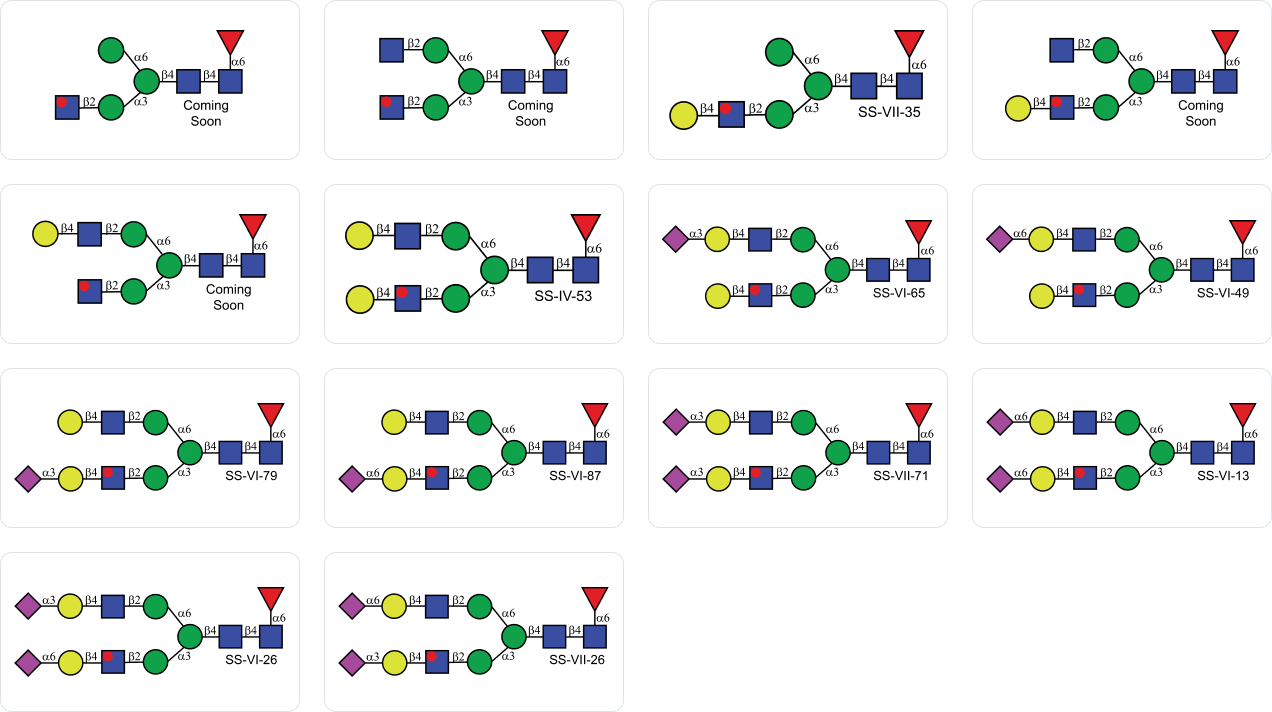 α6 α6
β4 β4
β2 α3 Coming
Soon
β2
α6 α6
β4 β4
β2 α3 Coming
Soon
α6 α6
β4 β4
β4 β2 α3 SS-VII-35
β2
α6 α6
β4 β4
β4 β2 α3 Coming
Soon
β4 β2
α6 α6
β4 β4
β2 α3 Coming
Soon
β4 β2
α6 α6
β4 β4
β4 β2 α3 SS-IV-53
α3 β4 β2
α6 α6
β4 β4
β4 β2 α3 SS-VI-65
α6 β4 β2
α6 α6
β4 β4
β4 β2 α3 SS-VI-49
β4 β2
α6 α6
β4 β4
α3 β4 β2 α3 SS-VI-79
β4 β2
α6 α6
β4 β4
α6 β4 β2 α3 SS-VI-87
α3 β4 β2
α6 α6
β4 β4
α3 β4 β2 α3 SS-VII-71
α6 β4 β2
α6 α6
β4 β4
α6 β4 β2 α3 SS-VI-13
α3 β4 β2
α6 α6
β4 β4
α6 β4 β2 α3 SS-VI-26
α6 β4 β2
α6 α6
β4 β4
α3 β4 β2 α3 SS-VII-26